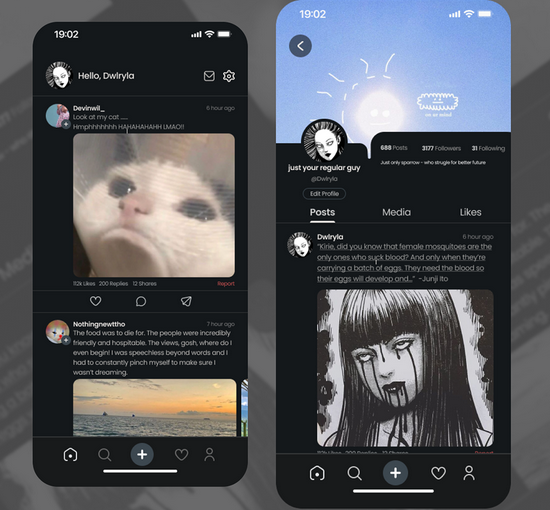 19:02
Hello, Dwlryla
Devinwil_
6 hour ago
Look at my cat .....
Hmphhhhhhh HAHAHAHAHH LMAO!!
112k Likes 200 Replies 12 Shares
Report
Nothingnewttho
7 hour ago
The food was to die for. The people were incredibly
friendly and hospitable. The views, gosh, where do I
even begin! I was speechless beyond words and I
had to constantly pinch myself to make sure I
wasn't dreaming.
19:02
688 Posts
3177 Followers
31 Following
just your regular guy
@Dwlryla
Only sparrow - who strugle for better future
Edit Profile
Posts
Media
Likes
Dwlryla
6 hour ago
"Kirie, did you know that female mosquitoes are the
only ones who suck blood? And only when they're
carrying a batch of eggs. They need the blood so
their eggs will develop and..." -Junji Ito